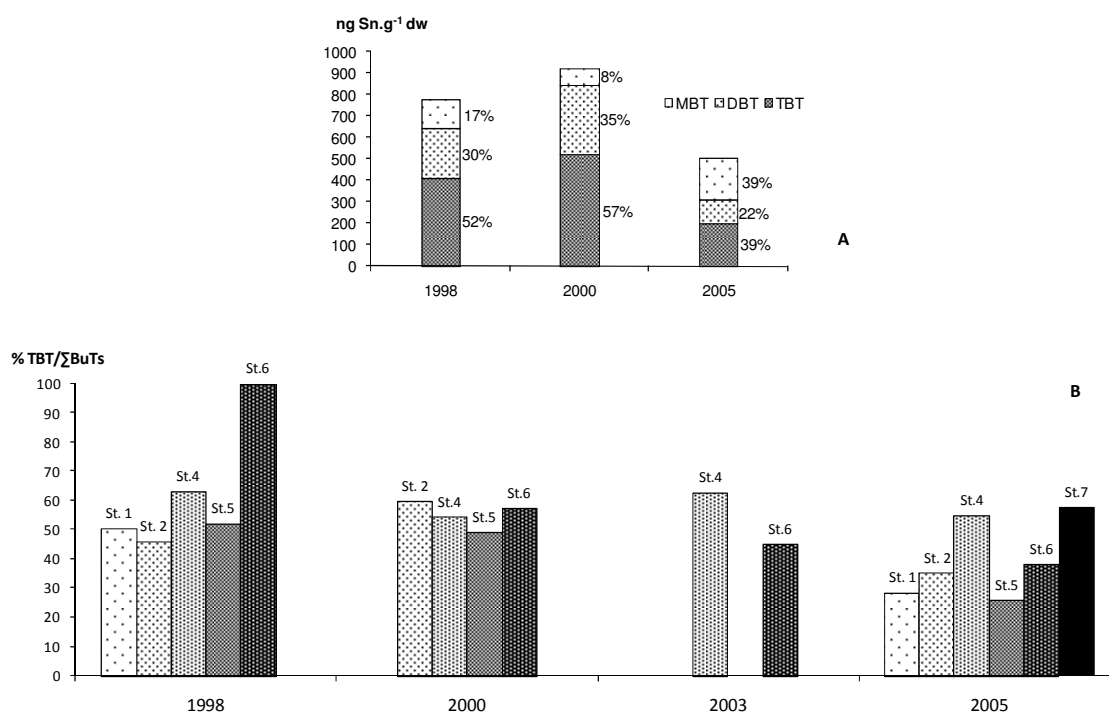 ng Sn.g⁻¹ dw
1000
900
800
700
600
500
400
300
200
100
0
17%
30%
52%
8%
35%
57%
39%
22%
39%
MBT DBT TBT
1998 2000 2005
A
% TBT/∑BuTs
B
100
90
80
70
60
50
40
30
20
10
0
St. 1 St. 2 St.4 St.5 St.6
St. 2 St.4 St.5 St.6
St.4 St.6
St. 1 St. 2 St.4 St.5 St.6 St.7
1998 2000 2003 2005